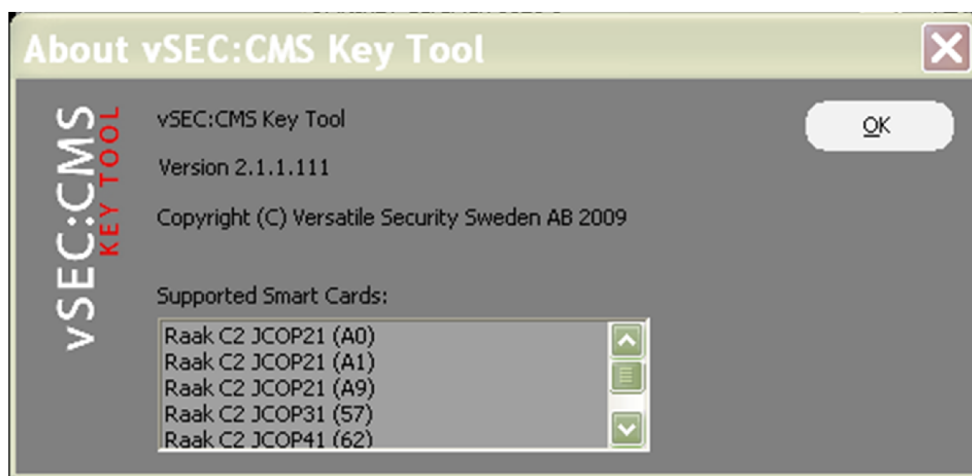 About vSEC:CMS Key Tool
vSEC:CMS
KEY TOOL
vSEC:CMS Key Tool
OK
Version 2.1.1.111
Copyright (C) Versatile Security Sweden AB 2009
Supported Smart Cards:
Raak C2 JCOP21 (A0)
Raak C2 JCOP21 (A1)
Raak C2 JCOP21 (A9)
Raak C2 JCOP31 (57)
Raak C2 JCOP41 (62)